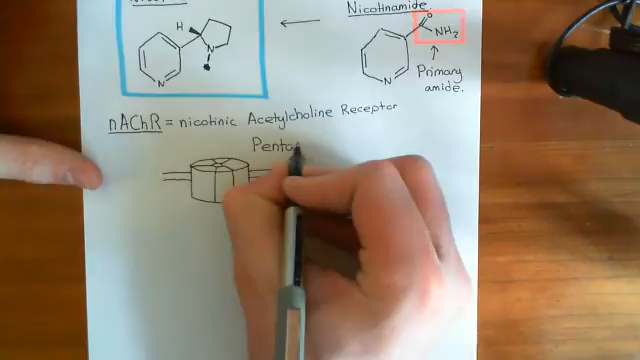 Nicotinamide.
H
N
N
O
NH2
N
Primary
amide.
nAChR = nicotinic Acetylcholine Receptor
Penta